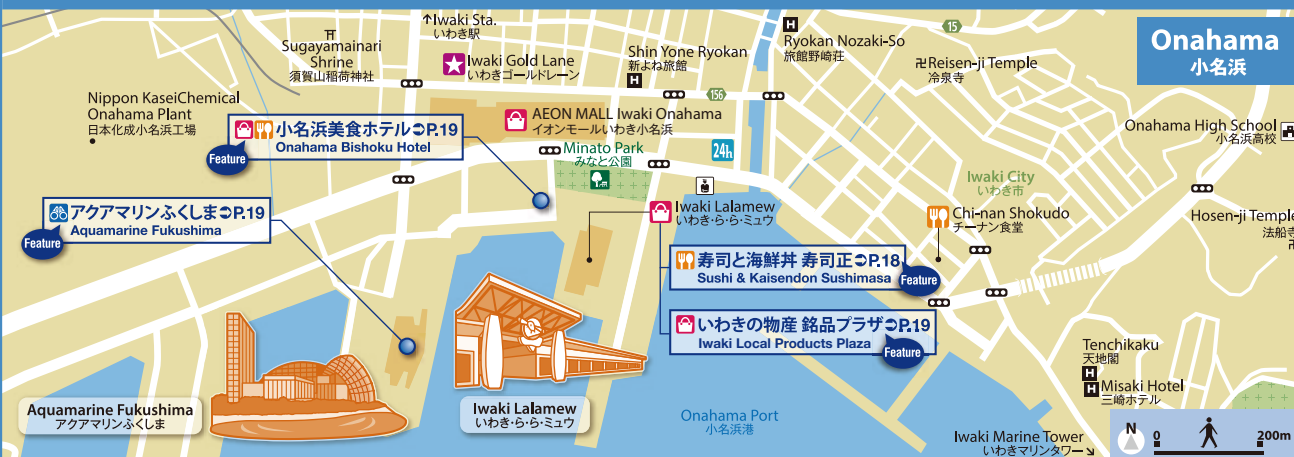 Onahama
小名浜
↑Iwaki Sta.
いわき駅
Sugayamainari
Shrine
須賀山稲荷神社
Iwaki Gold Lane
いわきゴールドレーン
Shin Yone Ryokan
新よね旅館
H
H
Ryokan Nozaki-So
旅館野崎荘
15
卍Reisen-ji Temple
冷泉寺
Nippon KaseiChemical
Onahama Plant
日本化成小名浜工場
156
AEON MALL Iwaki Onahama
イオンモールいわき小名浜
小名浜美食ホテル➲P.19
Onahama Bishoku Hotel
Feature
Minato Park
みなと公園
24h
Onahama High School
小名浜高校
Iwaki City
いわき市
アクアマリンふくしま➲P.19
Aquamarine Fukushima
Feature
Iwaki Lalamew
いわき・ら・ら・ミュウ
Chi-nan Shokudo
チーナン食堂
Hosen-ji Temple
法船寺
卍
寿司と海鮮丼 寿司正➲P.18
Sushi & Kaisendon Sushimasa
Feature
いわきの物産 銘品プラザ➲P.19
Iwaki Local Products Plaza
Feature
Tenchikaku
天地閣
H
H
Misaki Hotel
三崎ホテル
Aquamarine Fukushima
アクアマリンふくしま
Iwaki Lalamew
いわき・ら・ら・ミュウ
Onahama Port
小名浜港
Iwaki Marine Tower
いわきマリンタワー↘
N
0
200m